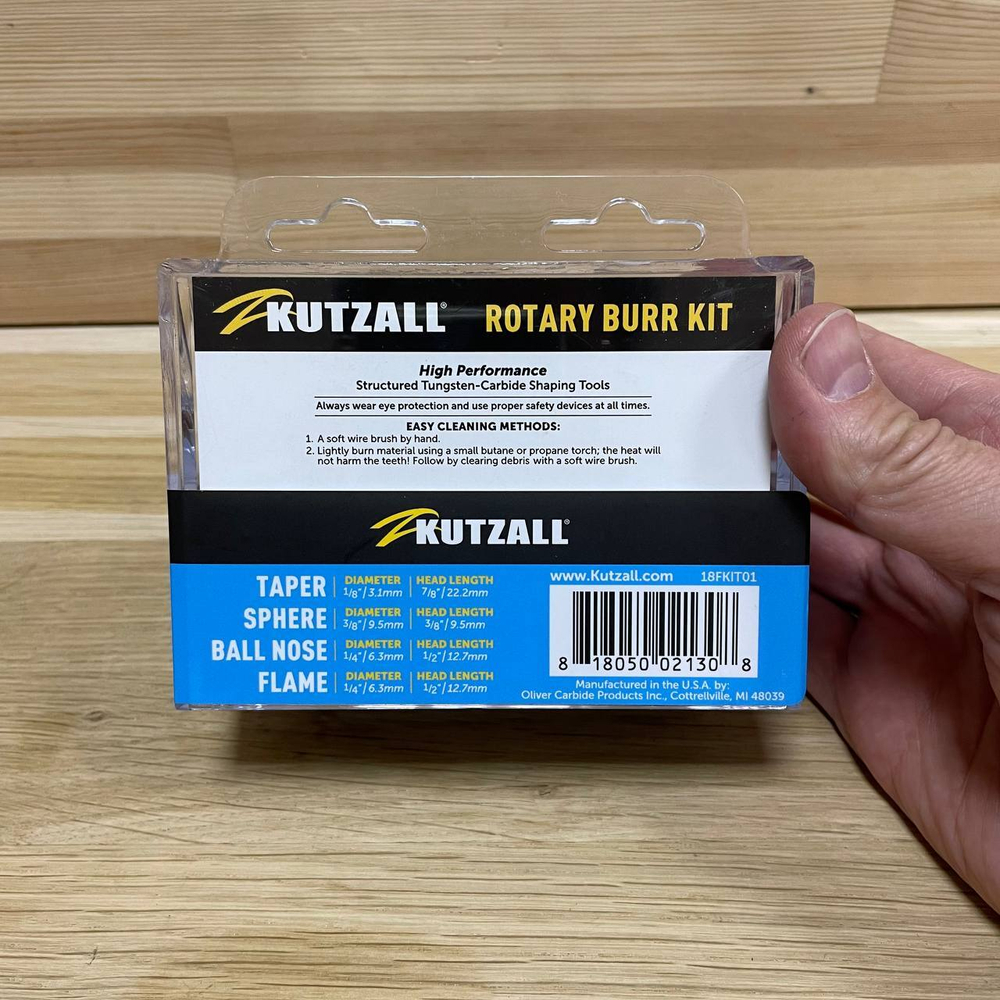 KUTZALL® ROTARY BURR KIT
High Performance
Structured Tungsten-Carbide Shaping Tools
Always wear eye protection and use proper safety devices at all times.
EASY CLEANING METHODS:
1. A soft wire brush by hand.
2. Lightly burn material using a small butane or propane torch; the heat will
not harm the teeth! Follow by clearing debris with a soft wire brush.
KUTZALL®
TAPER DIAMETER 1/8"/3.1mm HEAD LENGTH 7/8"/22.2mm
SPHERE DIAMETER 3/8"/9.5mm HEAD LENGTH 3/8"/9.5mm
BALL NOSE DIAMETER 1/4"/6.3mm HEAD LENGTH 1/2"/12.7mm
FLAME DIAMETER 1/4"/6.3mm HEAD LENGTH 1/2"/12.7mm
www.Kutzall.com 18FKIT01
8 18050 02130 8
Manufactured in the U.S.A. by:
Oliver Carbide Products Inc., Cottrellville, MI 48039